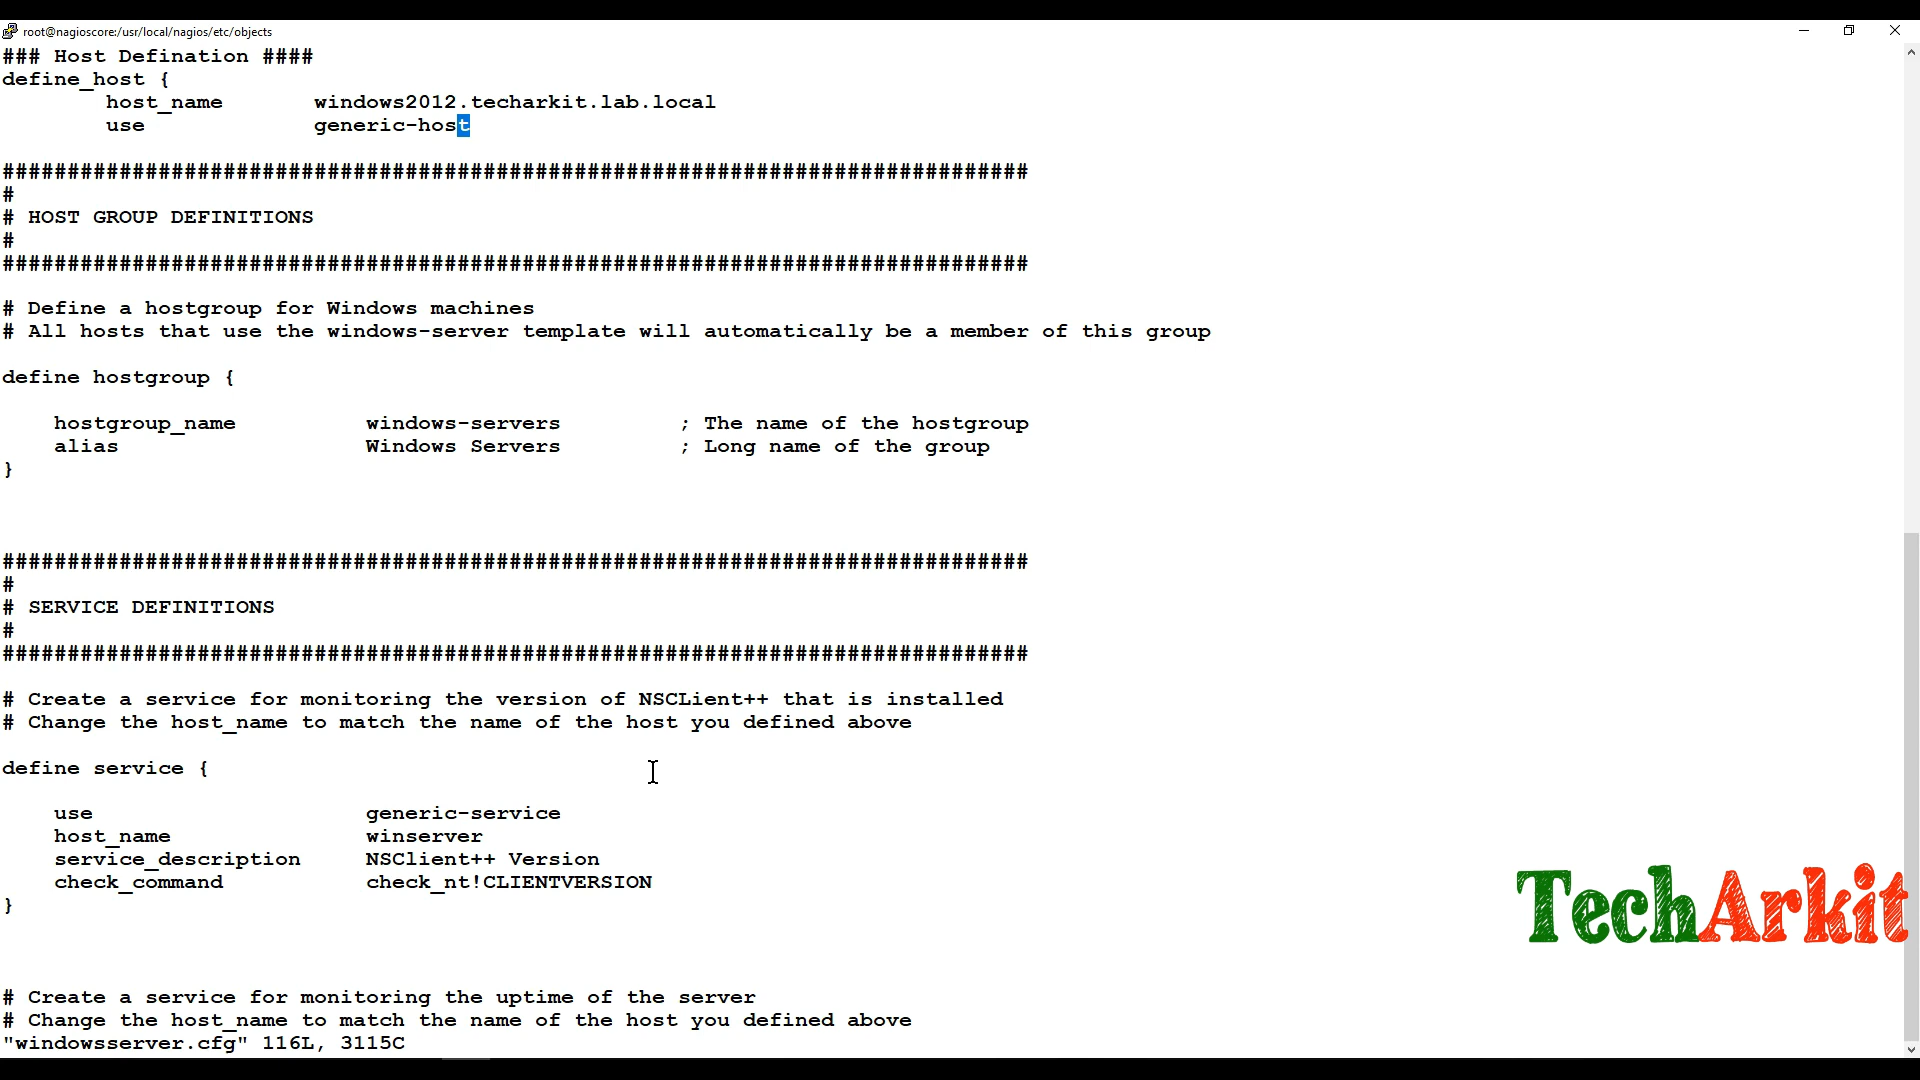 root@nagioscore:/usr/local/nagios/etc/objects
### Host Defination ####
define_host {
        host_name       windows2012.techarkit.lab.local
        use             generic-host

###############################################################################
#
# HOST GROUP DEFINITIONS
#
###############################################################################

# Define a hostgroup for Windows machines
# All hosts that use the windows-server template will automatically be a member of this group

define hostgroup {

    hostgroup_name          windows-servers         ; The name of the hostgroup
    alias                   Windows Servers         ; Long name of the group
}

###############################################################################
#
# SERVICE DEFINITIONS
#
###############################################################################

# Create a service for monitoring the version of NSCLient++ that is installed
# Change the host_name to match the name of the host you defined above

define service {

    use                     generic-service
    host_name               winserver
    service_description     NSClient++ Version
    check_command           check_nt!CLIENTVERSION
}
TechArkit

# Create a service for monitoring the uptime of the server
# Change the host_name to match the name of the host you defined above
"windowsserver.cfg" 116L, 3115C